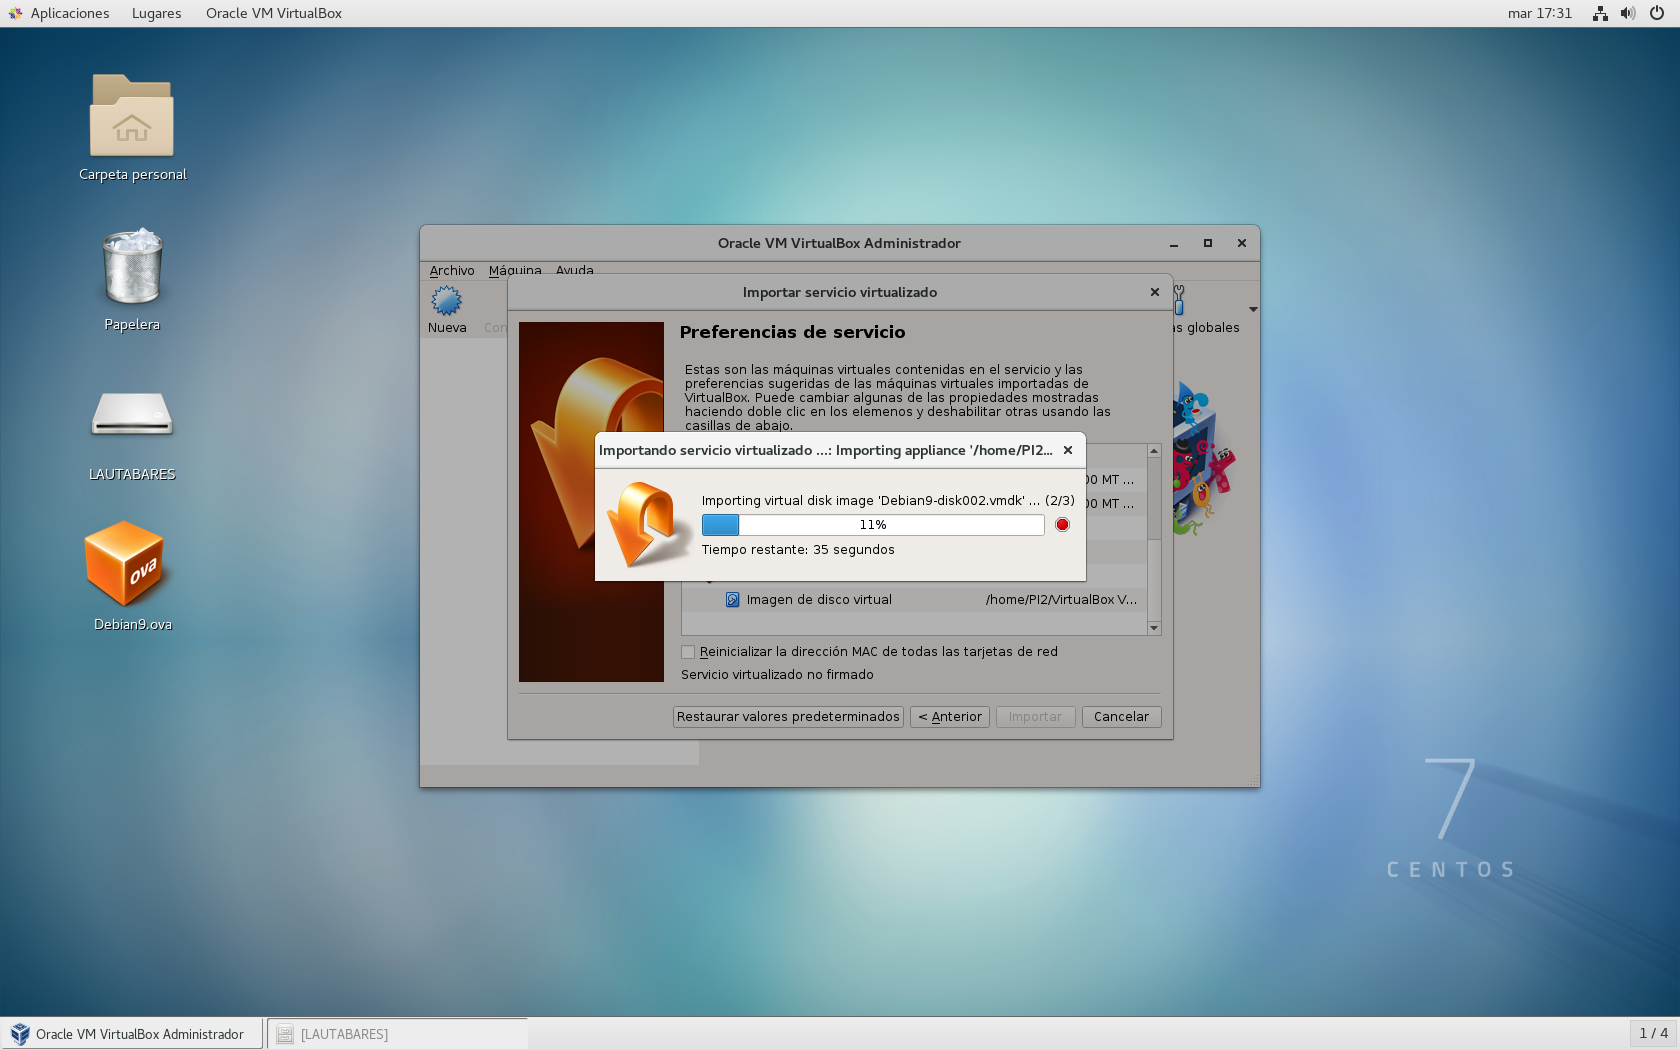 Aplicaciones Lugares Oracle VM VirtualBox mar 17:31
Carpeta personal
Papelera
LAUTABARES
ova
Debian9.ova
Oracle VM VirtualBox Administrador
Archivo Máquina Ayuda
Nueva Con as globales
Importar servicio virtualizado
Preferencias de servicio
Estas son las máquinas virtuales contenidas en el servicio y las
preferencias sugeridas de las máquinas virtuales importadas de
VirtualBox. Puede cambiar algunas de las propiedades mostradas
haciendo doble clic en los elemenos y deshabilitar otras usando las
casillas de abajo.
00 MT ...
00 MT ...
Importando servicio virtualizado ...: Importing appliance '/home/PI2...
Importing virtual disk image 'Debian9-disk002.vmdk' ... (2/3)
11%
Tiempo restante: 35 segundos
Imagen de disco virtual /home/PI2/VirtualBox V...
Reinicializar la dirección MAC de todas las tarjetas de red
Servicio virtualizado no firmado
Restaurar valores predeterminados < Anterior Importar Cancelar
7
CENTOS
Oracle VM VirtualBox Administrador [LAUTABARES] 1 / 4